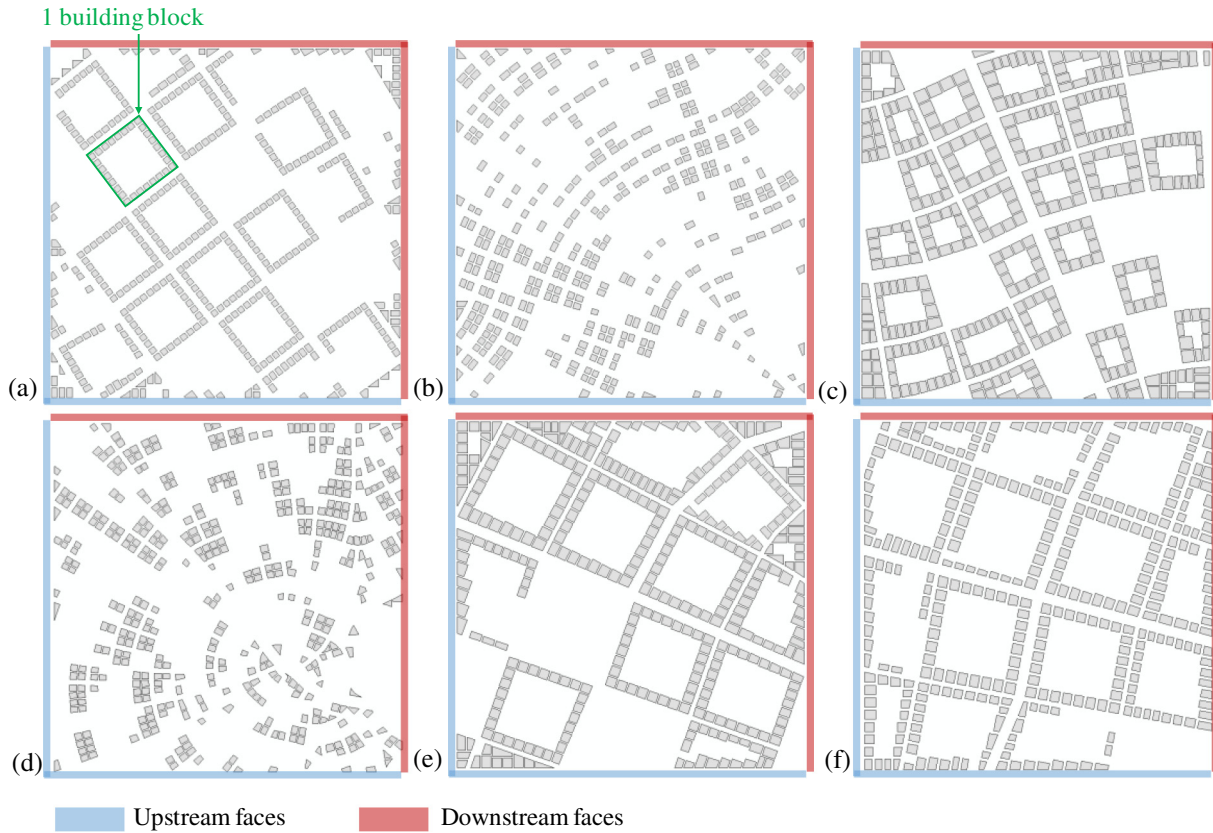 1 building block
(a)
(b)
(c)
(d)
(e)
(f)
Upstream faces
Downstream faces